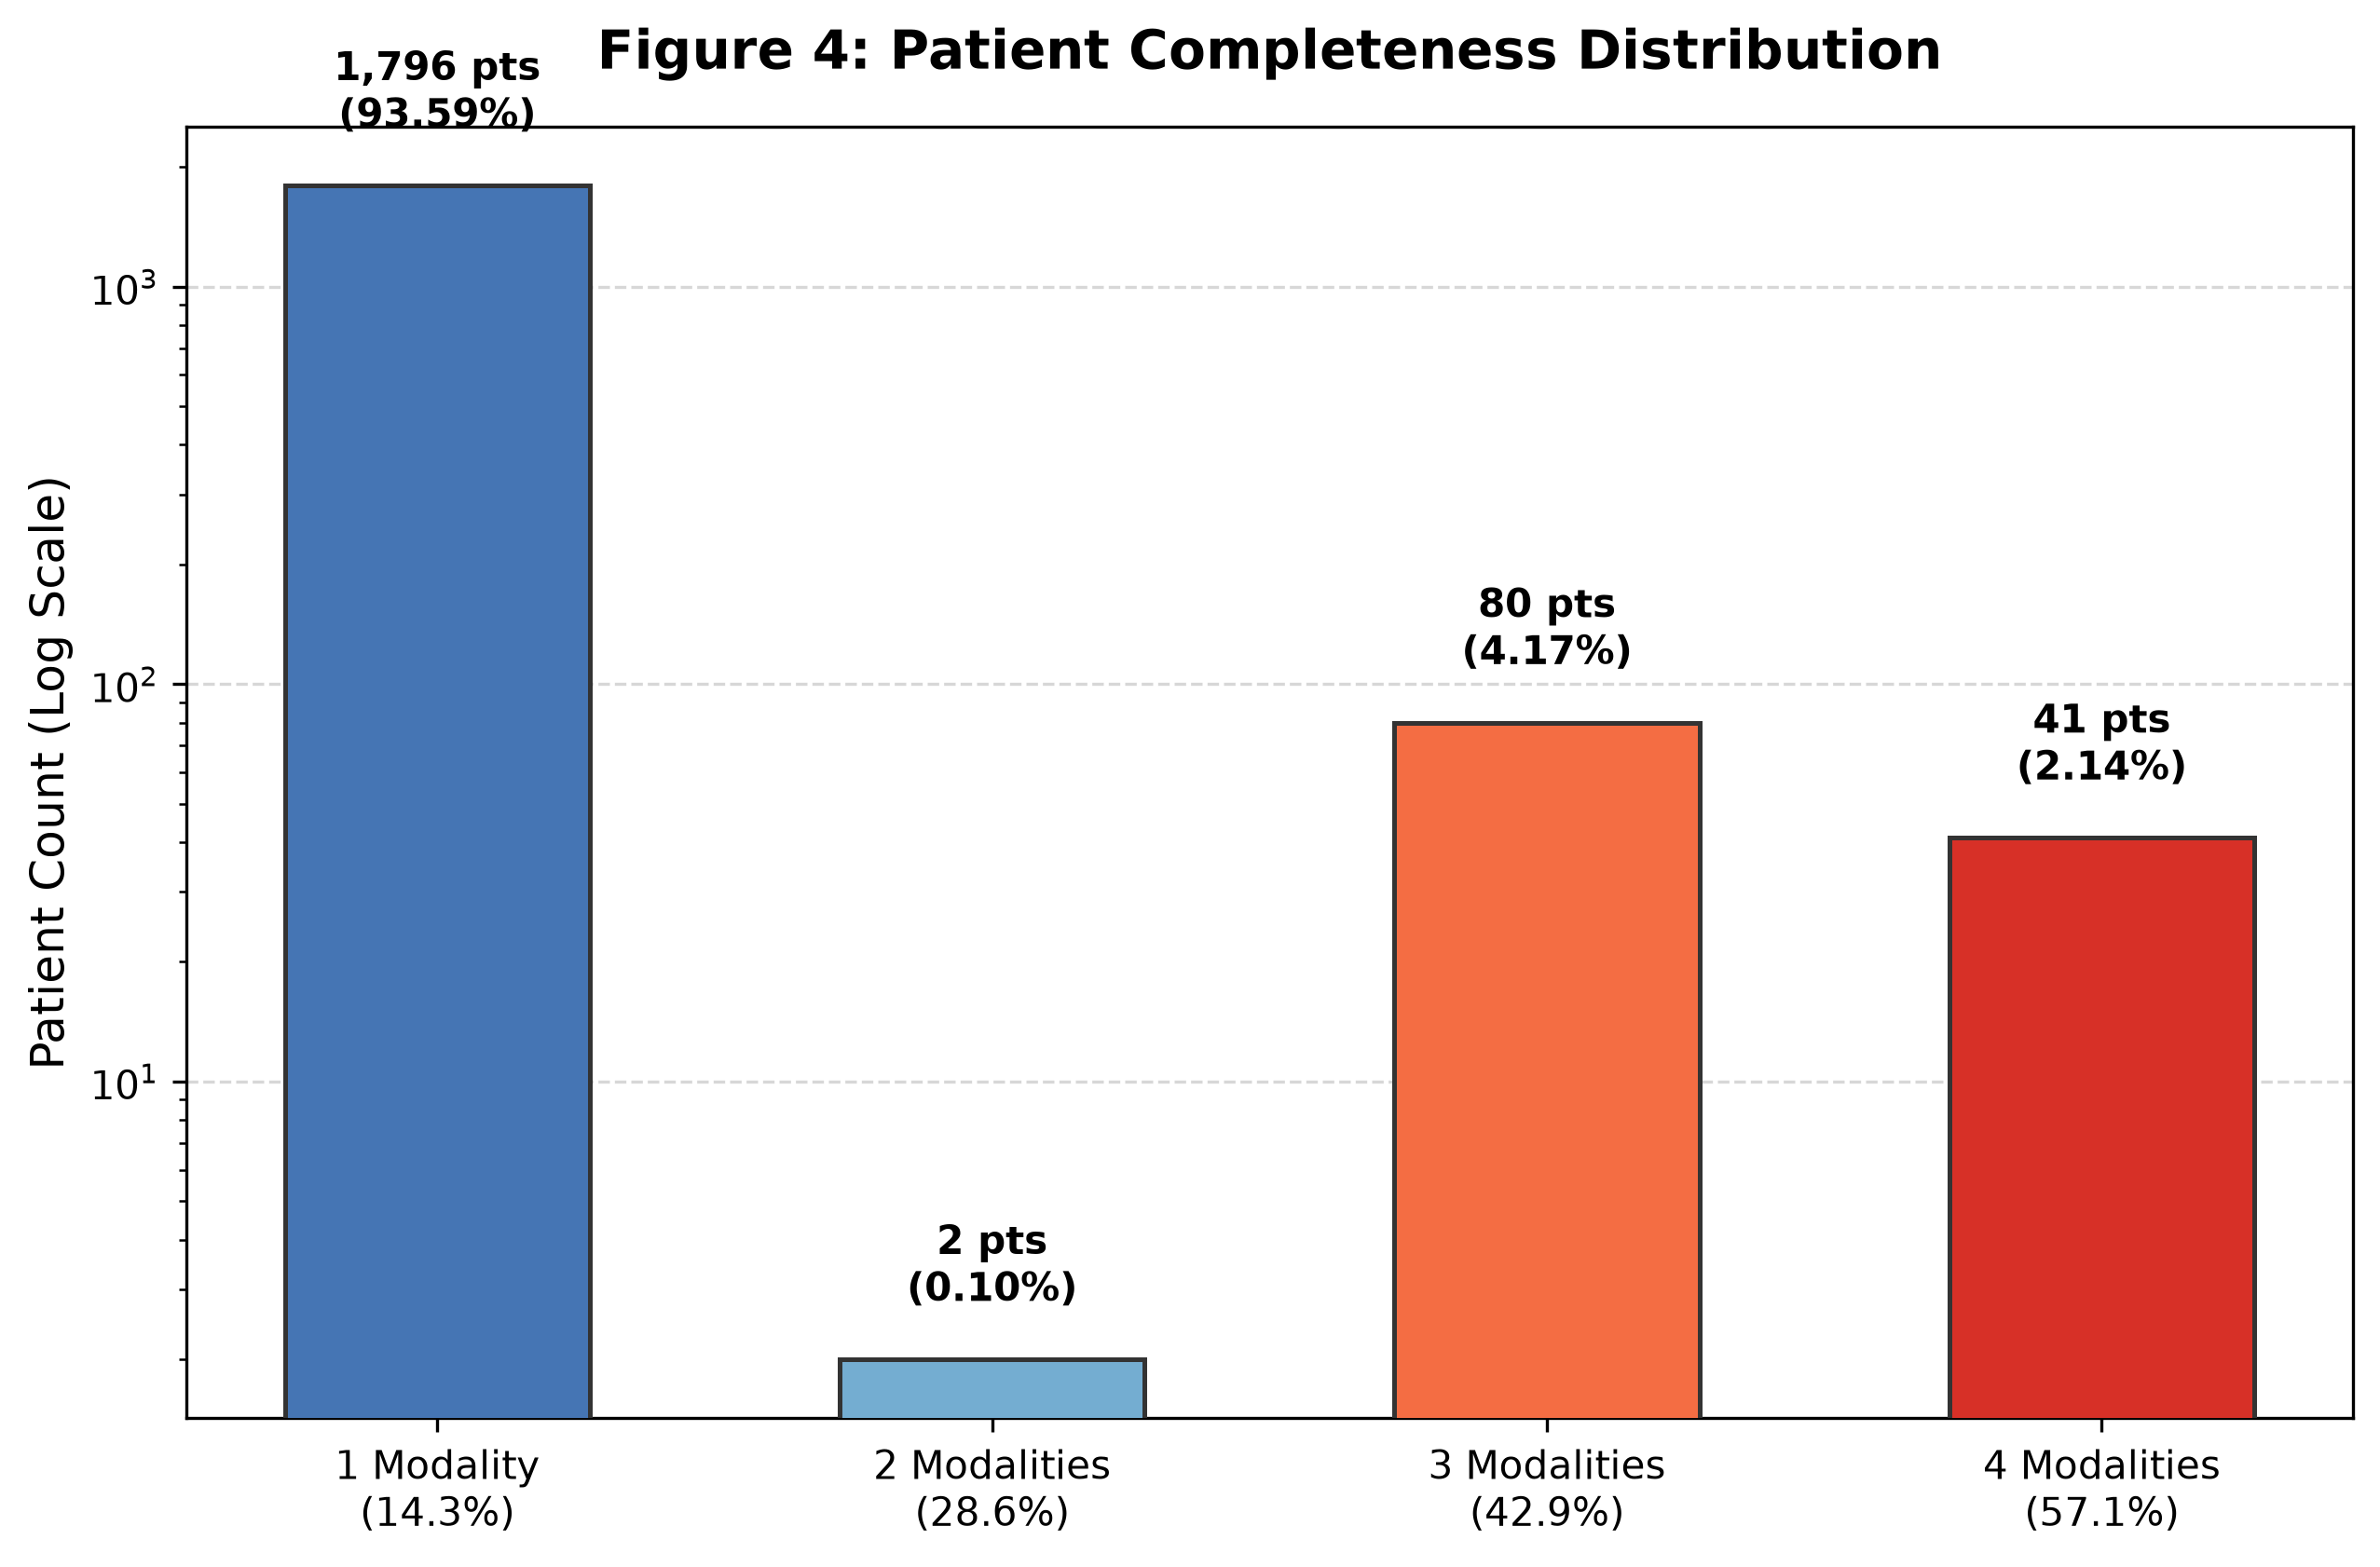 Figure 4: Patient Completeness Distribution
1,796 pts
(93.59%)
Patient Count (Log Scale)
10³
10²
10¹
80 pts
(4.17%)
41 pts
(2.14%)
2 pts
(0.10%)
1 Modality
(14.3%)
2 Modalities
(28.6%)
3 Modalities
(42.9%)
4 Modalities
(57.1%)